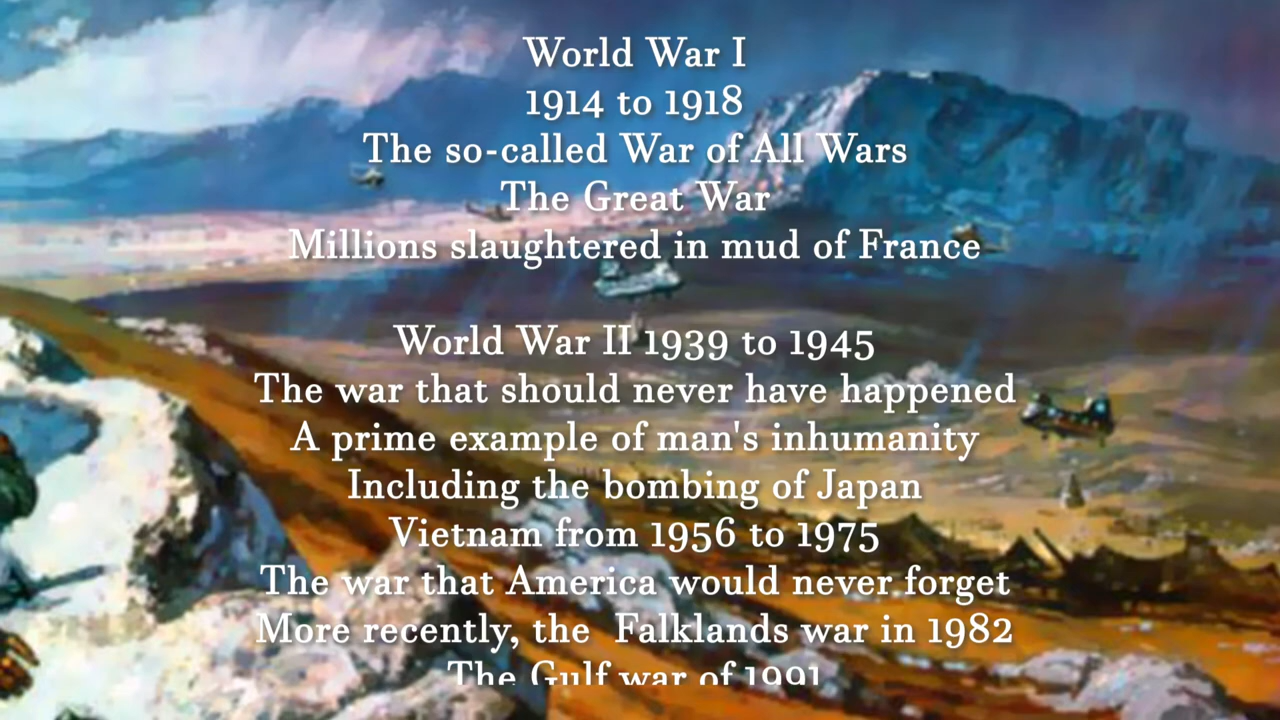 World War I
1914 to 1918
The so-called War of All Wars
The Great War
Millions slaughtered in mud of France
World War II 1939 to 1945
The war that should never have happened
A prime example of man's inhumanity
Including the bombing of Japan
Vietnam from 1956 to 1975
The war that America would never forget
More recently, the  Falklands war in 1982
The Gulf war of 1991